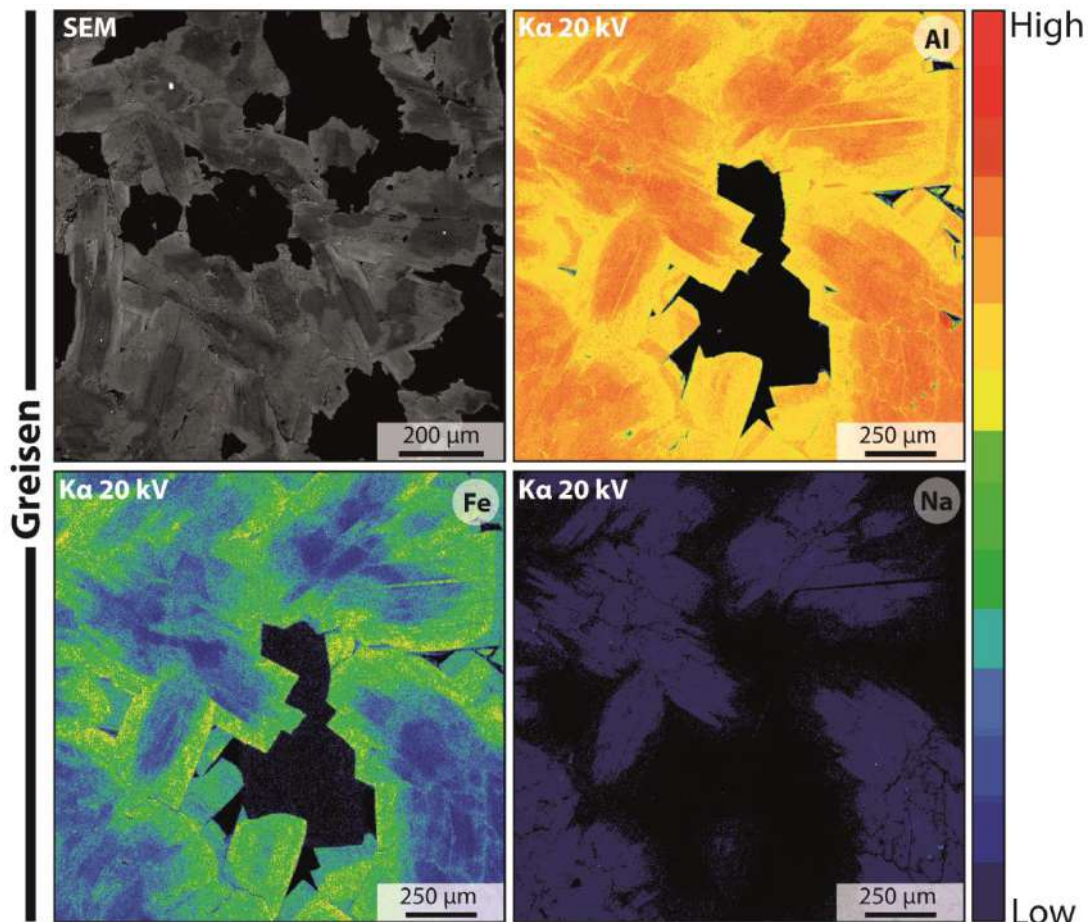 Greisen
SEM
200 µm
Kα 20 kV
Al
250 µm
High
Kα 20 kV
Fe
250 µm
Kα 20 kV
Na
250 µm
Low